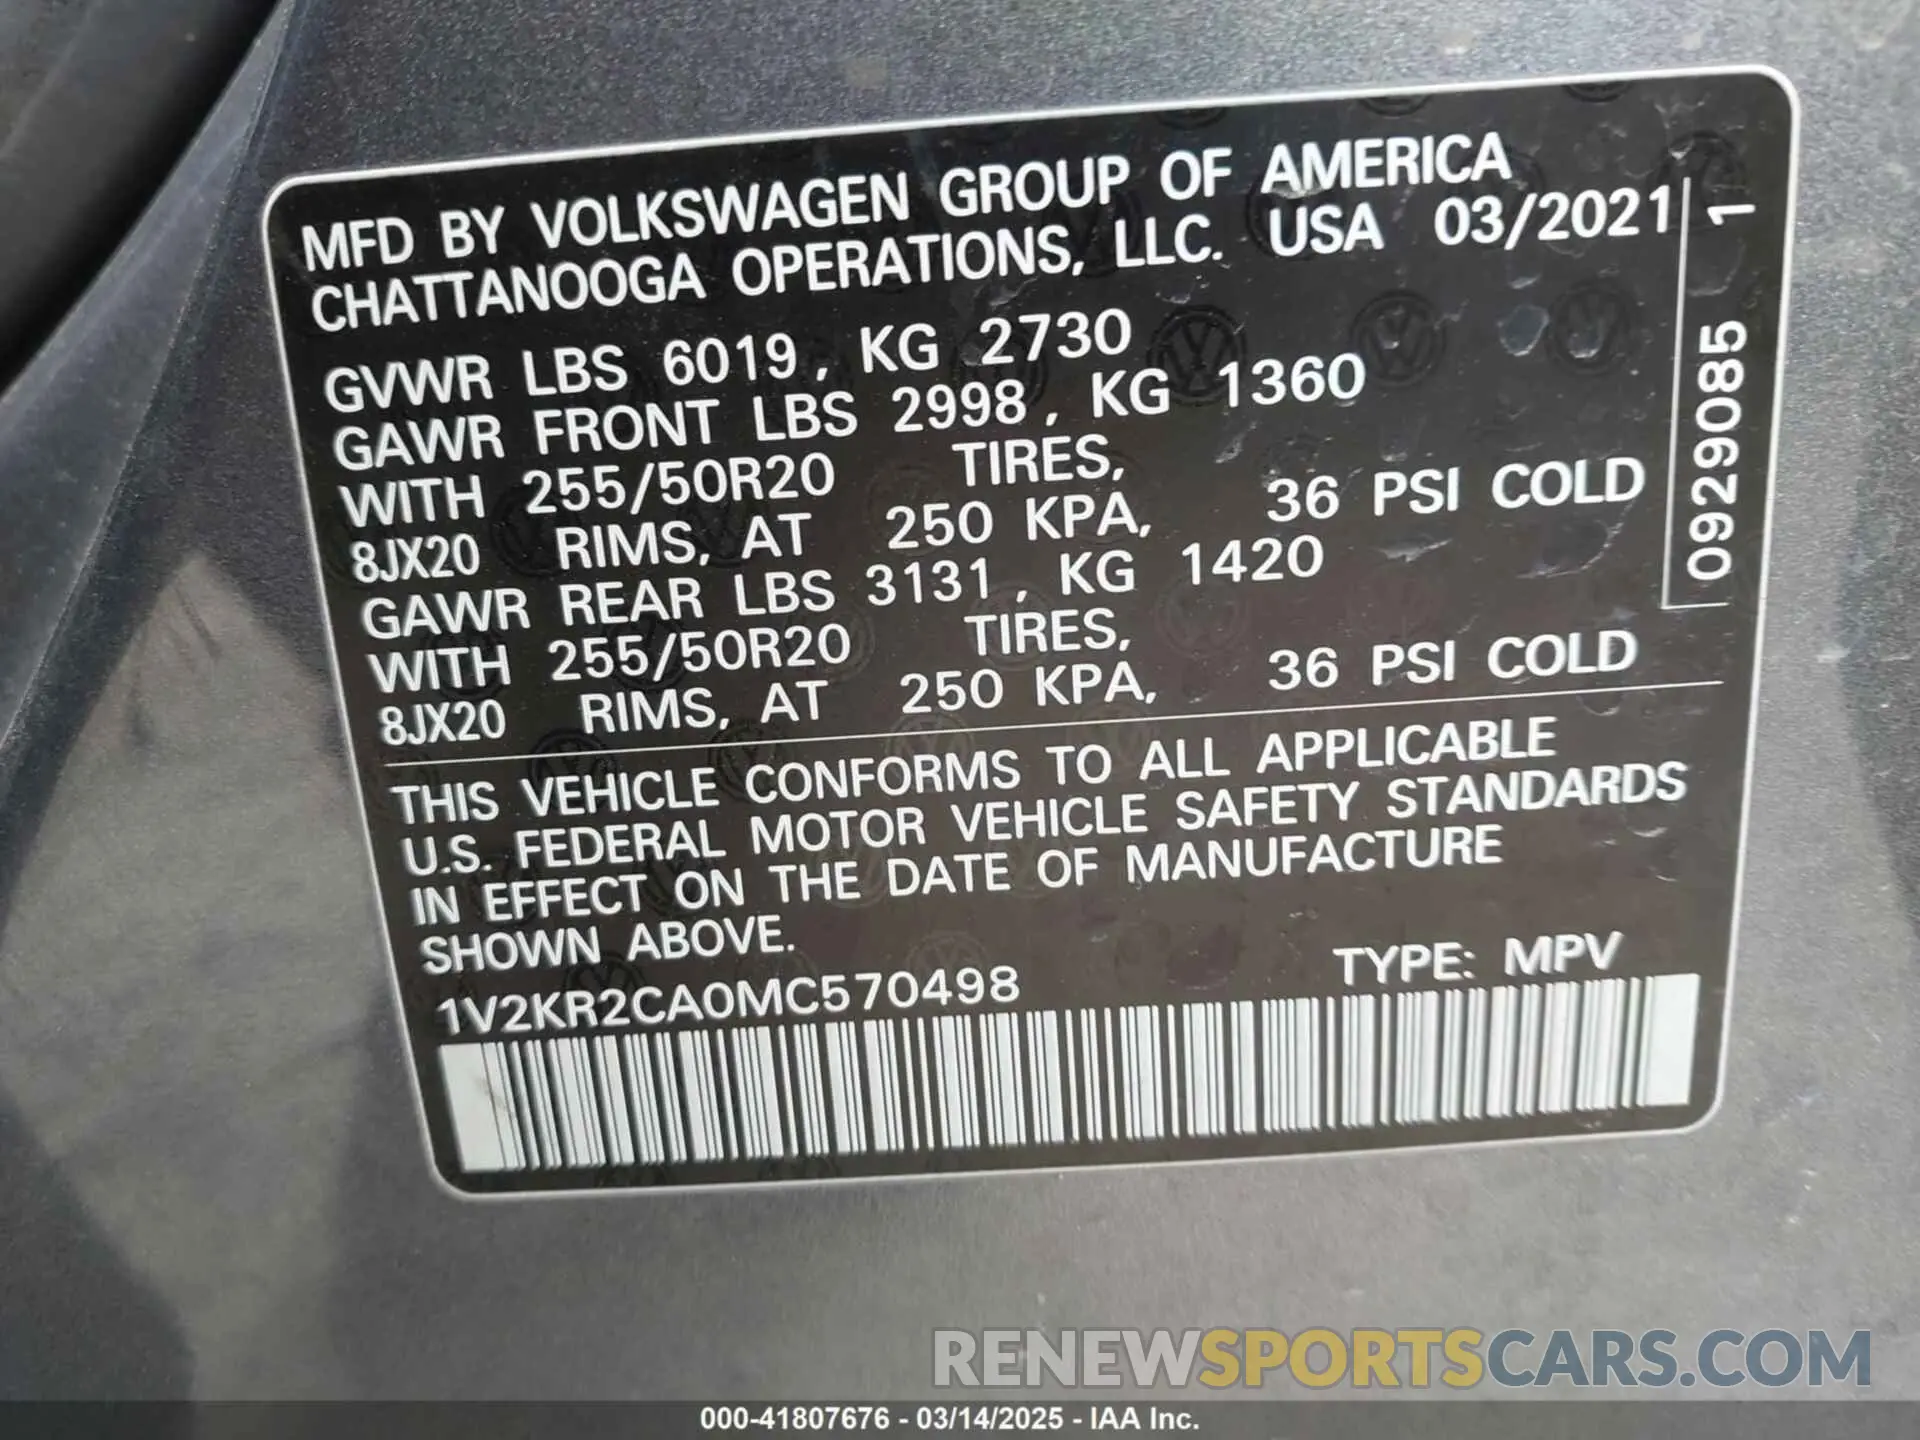 MFD BY VOLKSWAGEN GROUP OF AMERICA
CHATTANOOGA OPERATIONS, LLC. USA 03/2021
GVWR LBS 6019, KG 2730
GAWR FRONT LBS 2998, KG 1360
WITH 255/50R20 TIRES,
8JX20 RIMS, AT 250 KPA, 36 PSI COLD
GAWR REAR LBS 3131, KG 1420
WITH 255/50R20 TIRES,
8JX20 RIMS, AT 250 KPA, 36 PSI COLD
0929085 1
THIS VEHICLE CONFORMS TO ALL APPLICABLE
U.S. FEDERAL MOTOR VEHICLE SAFETY STANDARDS
IN EFFECT ON THE DATE OF MANUFACTURE
SHOWN ABOVE.
1V2KR2CA0MC570498 TYPE: MPV
RENEWSPORTSCARS.COM
000-41807676 - 03/14/2025 - IAA Inc.